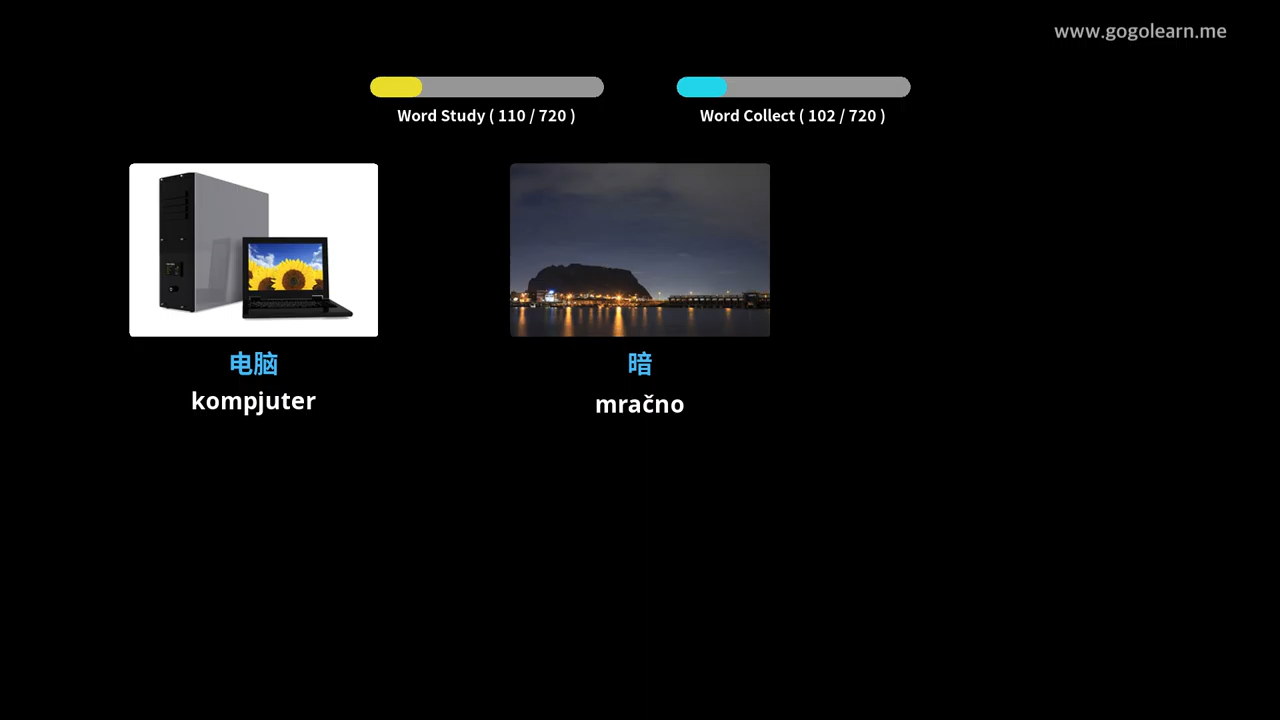 www.gogolearn.me
Word Study ( 110 / 720 )
Word Collect ( 102 / 720 )
电脑
kompjuter
暗
mračno